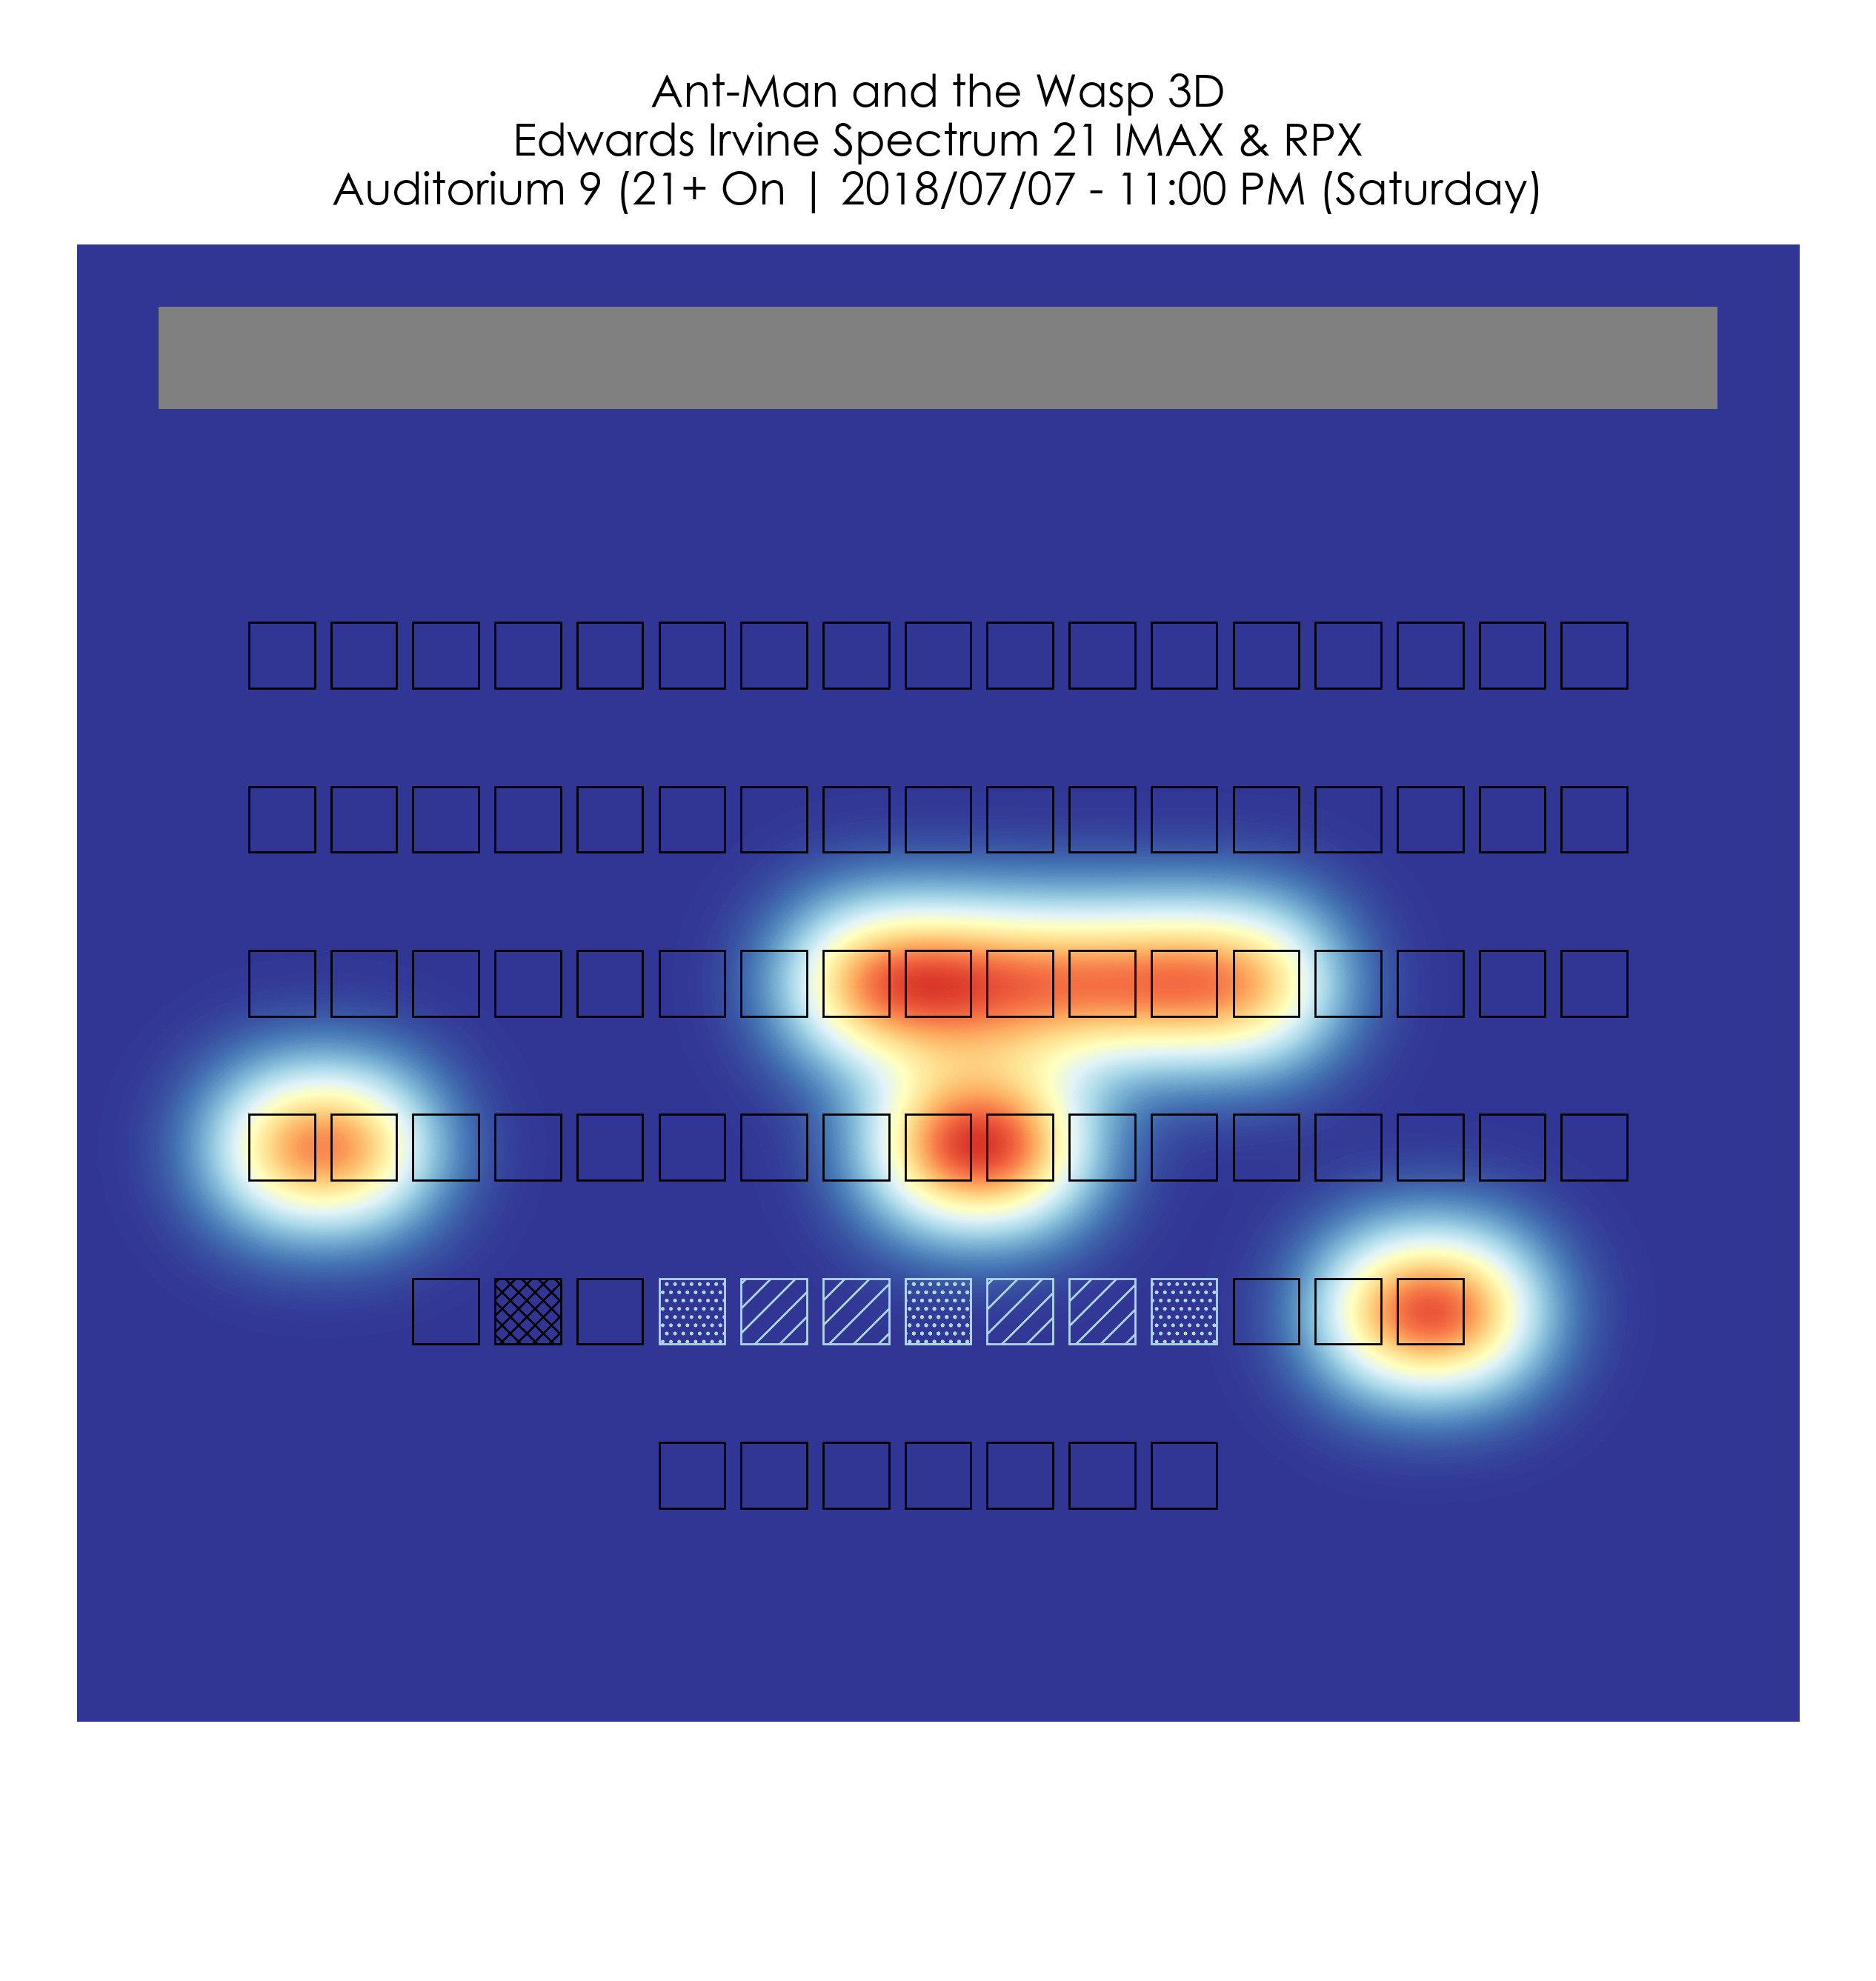 Ant-Man and the Wasp 3D
Edwards Irvine Spectrum 21 IMAX & RPX
Auditorium 9 (21+ On | 2018/07/07 - 11:00 PM (Saturday)